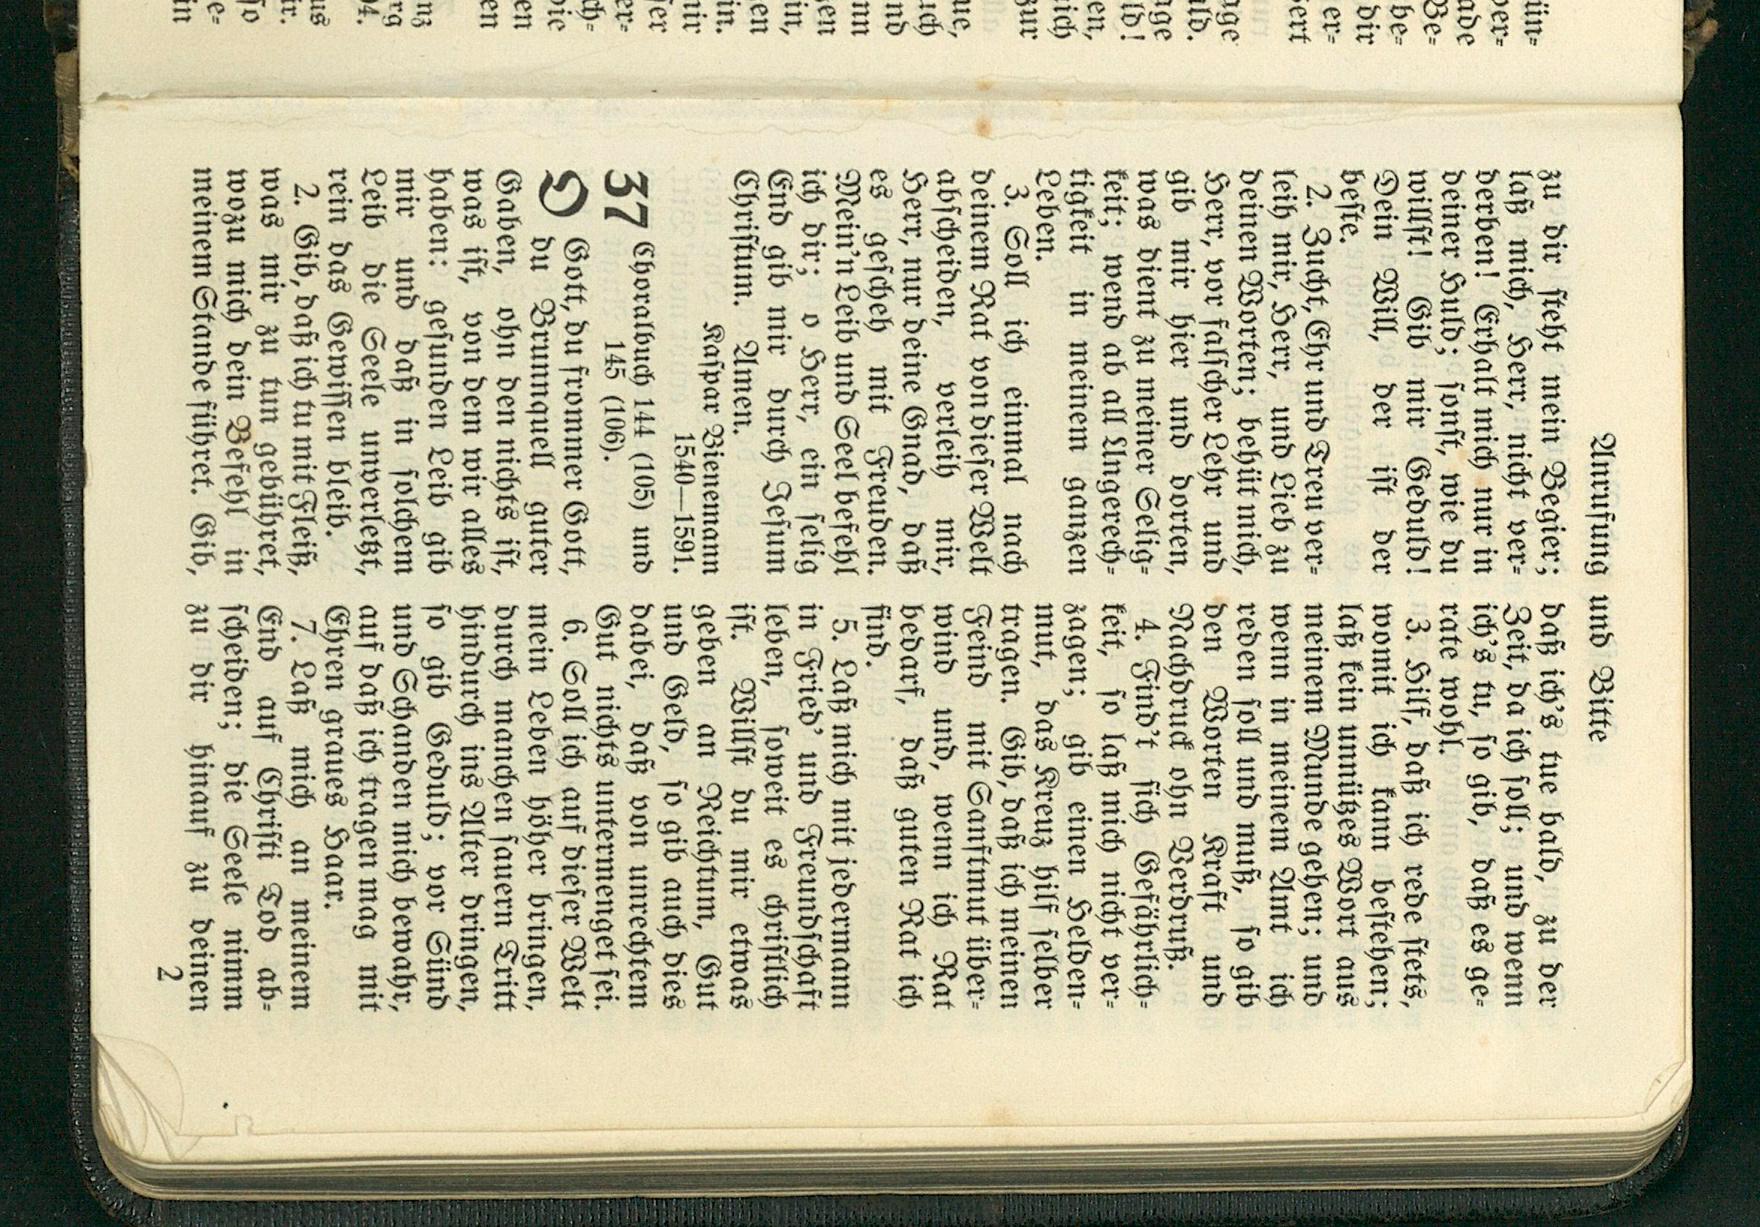 Anrufung und Bitte
zu dir steht mein Begier;
laß mich, Herr, nicht ver-
derben! Erhalt mich nur in
deiner Huld; sonst, wie du
willst! Gib mir Geduld!
Dein Will, der ist der
beste.
2. Zucht, Ehr und Treu ver-
leih mir, Herr, und Lieb zu
deinen Worten; behüt mich,
Herr, vor falscher Lehr und
gib mir hier und dorten,
was dient zu meiner Selig-
keit; wend ab all Ungerech-
tigkeit in meinem ganzen
Leben.
3. Soll ich einmal nach
deinem Rat von dieser Welt
abscheiden, verleih mir,
Herr, nur deine Gnad, daß
es gescheh mit Freuden.
Mein'n Leib und Seel befehl
ich dir; o Herr, ein selig
End gib mir durch Jesum
Christum. Amen.
Kaspar Bienemann
1540—1591.
37 Choralbuch 144 (105) und
145 (106).
O Gott, du frommer Gott,
du Brunnquell guter
Gaben, ohn den nichts ist,
was ist, von dem wir alles
haben: gesunden Leib gib
mir und daß in solchem
Leib die Seele unverletzt,
rein das Gewissen bleib.
2. Gib, daß ich tu mit Fleiß,
was mir zu tun gebühret,
wozu mich dein Befehl in
meinem Stande führet. Gib,
daß ich's tue bald, zu der
Zeit, da ich soll; und wenn
ich's tu, so gib, daß es ge-
rate wohl.
3. Hilf, daß ich rede stets,
womit ich kann bestehen;
laß kein unnützes Wort aus
meinem Munde gehen; und
wenn in meinem Amt ich
reden soll und muß, so gib
den Worten Kraft und
Nachdruck ohn Verdruß.
4. Find't sich Gefährlich-
keit, so laß mich nicht ver-
zagen; gib einen Helden-
mut, das Kreuz hilf selber
tragen. Gib, daß ich meinen
Feind mit Sanftmut über-
wind und, wenn ich Rat
bedarf, daß guten Rat ich
find.
5. Laß mich mit jedermann
in Fried' und Freundschaft
leben, soweit es christlich
ist. Willst du mir etwas
geben an Reichtum, Gut
und Geld, so gib auch dies
dabei, daß von unrechtem
Gut nichts untermenget sei.
6. Soll ich auf dieser Welt
mein Leben höher bringen,
durch manchen sauern Tritt
hindurch ins Alter dringen,
so gib Geduld; vor Sünd
und Schanden mich bewahr,
auf daß ich tragen mag mit
Ehren graues Haar.
7. Laß mich an meinem
End auf Christi Tod ab-
scheiden; die Seele nimm
zu dir hinauf zu deinen
2